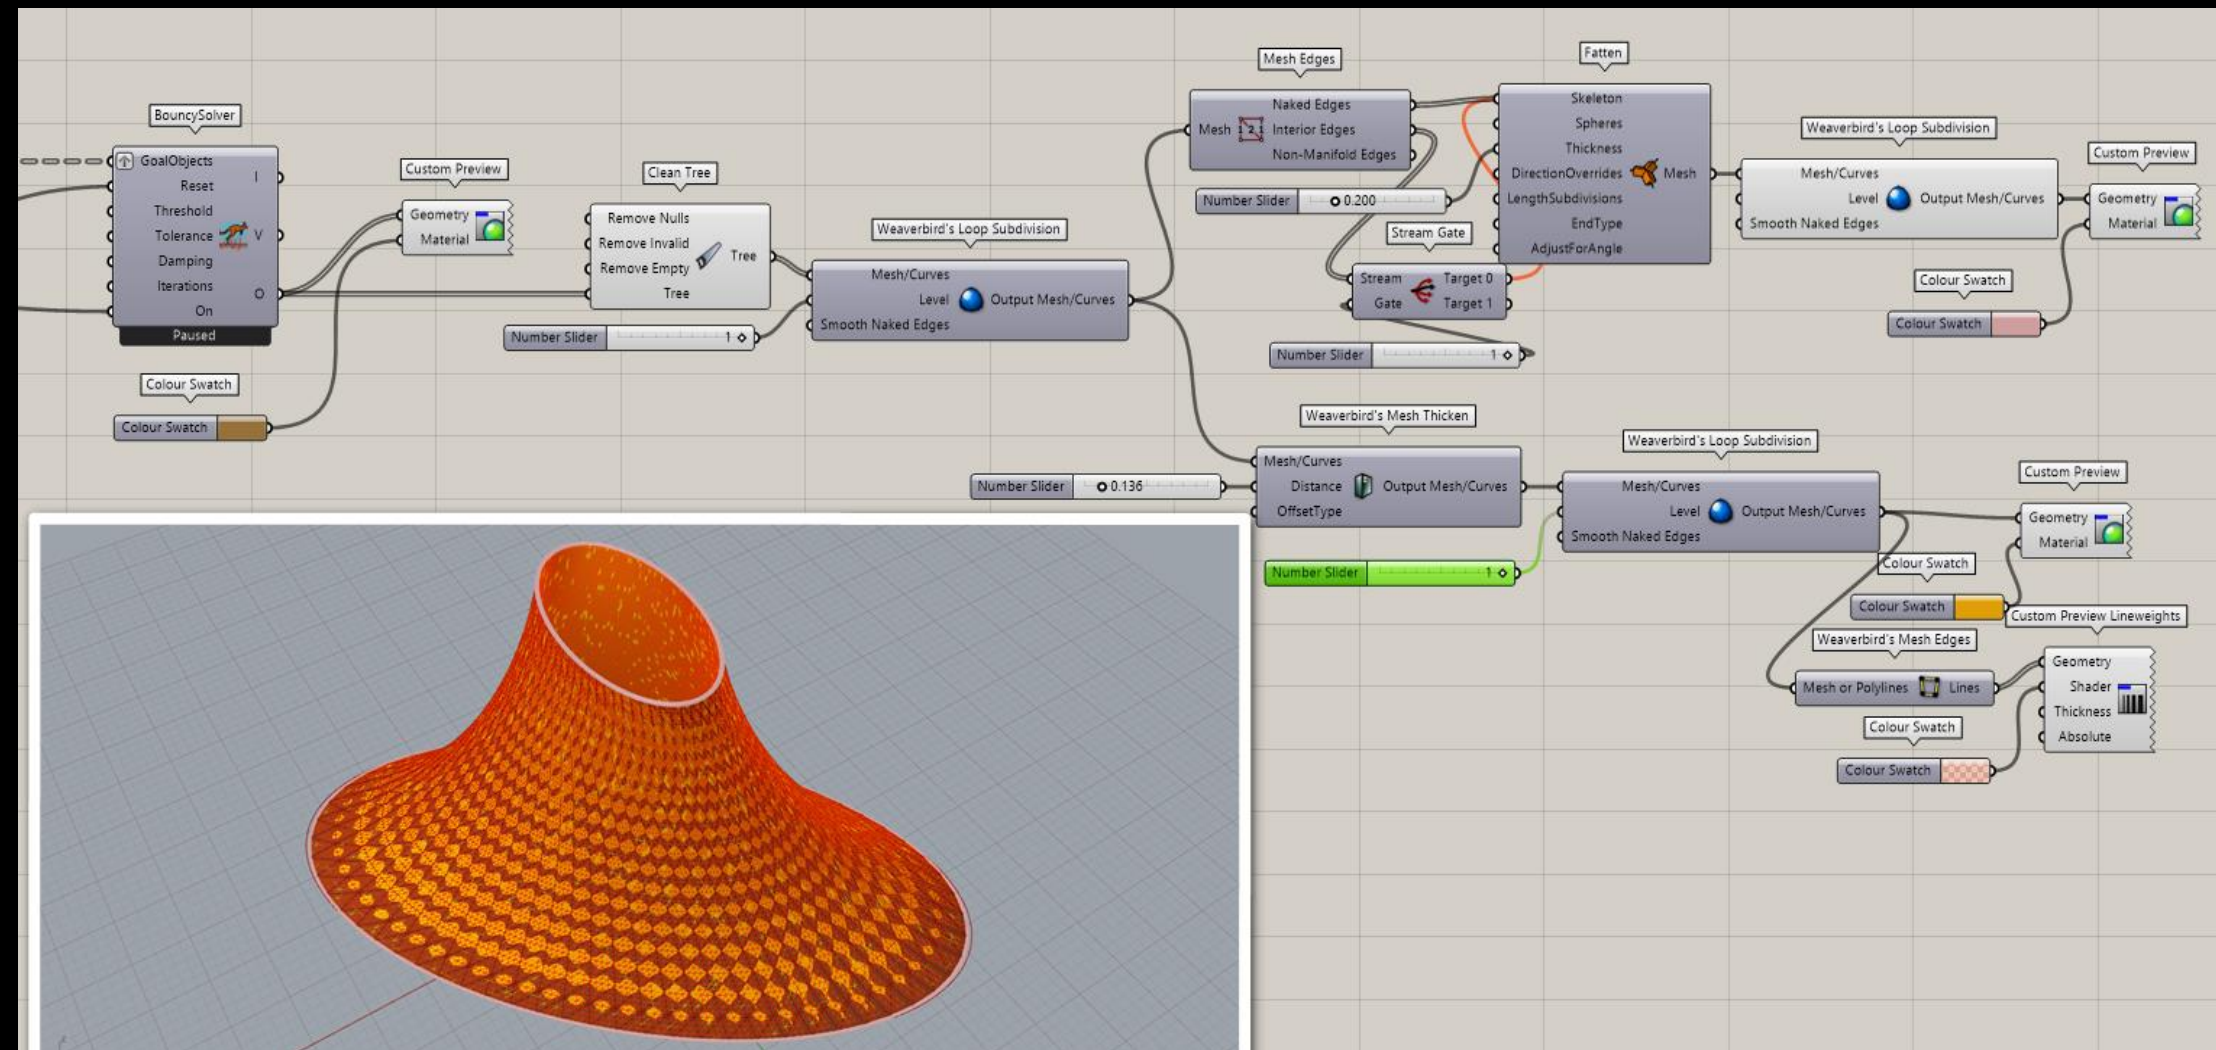 BouncySolver
GoalObjects
Reset
Threshold
Tolerance
Damping
Iterations
On
I
V
O
Paused
Custom Preview
Geometry
Material
Colour Swatch
Colour Swatch
Clean Tree
Remove Nulls
Remove Invalid
Remove Empty
Tree
Tree
Number Slider 1
Weaverbird's Loop Subdivision
Mesh/Curves
Level
Smooth Naked Edges
Output Mesh/Curves
Mesh Edges
Mesh
Naked Edges
Interior Edges
Non-Manifold Edges
Number Slider 0.200
Stream Gate
Stream
Gate
Target 0
Target 1
Number Slider 1
Fatten
Skeleton
Spheres
Thickness
DirectionOverrides
LengthSubdivisions
EndType
AdjustForAngle
Mesh
Weaverbird's Loop Subdivision
Mesh/Curves
Level
Smooth Naked Edges
Output Mesh/Curves
Custom Preview
Geometry
Material
Colour Swatch
Colour Swatch
Weaverbird's Mesh Thicken
Mesh/Curves
Distance
OffsetType
Output Mesh/Curves
Number Slider 0.136
Number Slider 1
Weaverbird's Loop Subdivision
Mesh/Curves
Level
Smooth Naked Edges
Output Mesh/Curves
Custom Preview
Geometry
Material
Colour Swatch
Colour Swatch
Custom Preview Lineweights
Geometry
Shader
Thickness
Absolute
Weaverbird's Mesh Edges
Mesh or Polylines
Lines
Colour Swatch
Colour Swatch